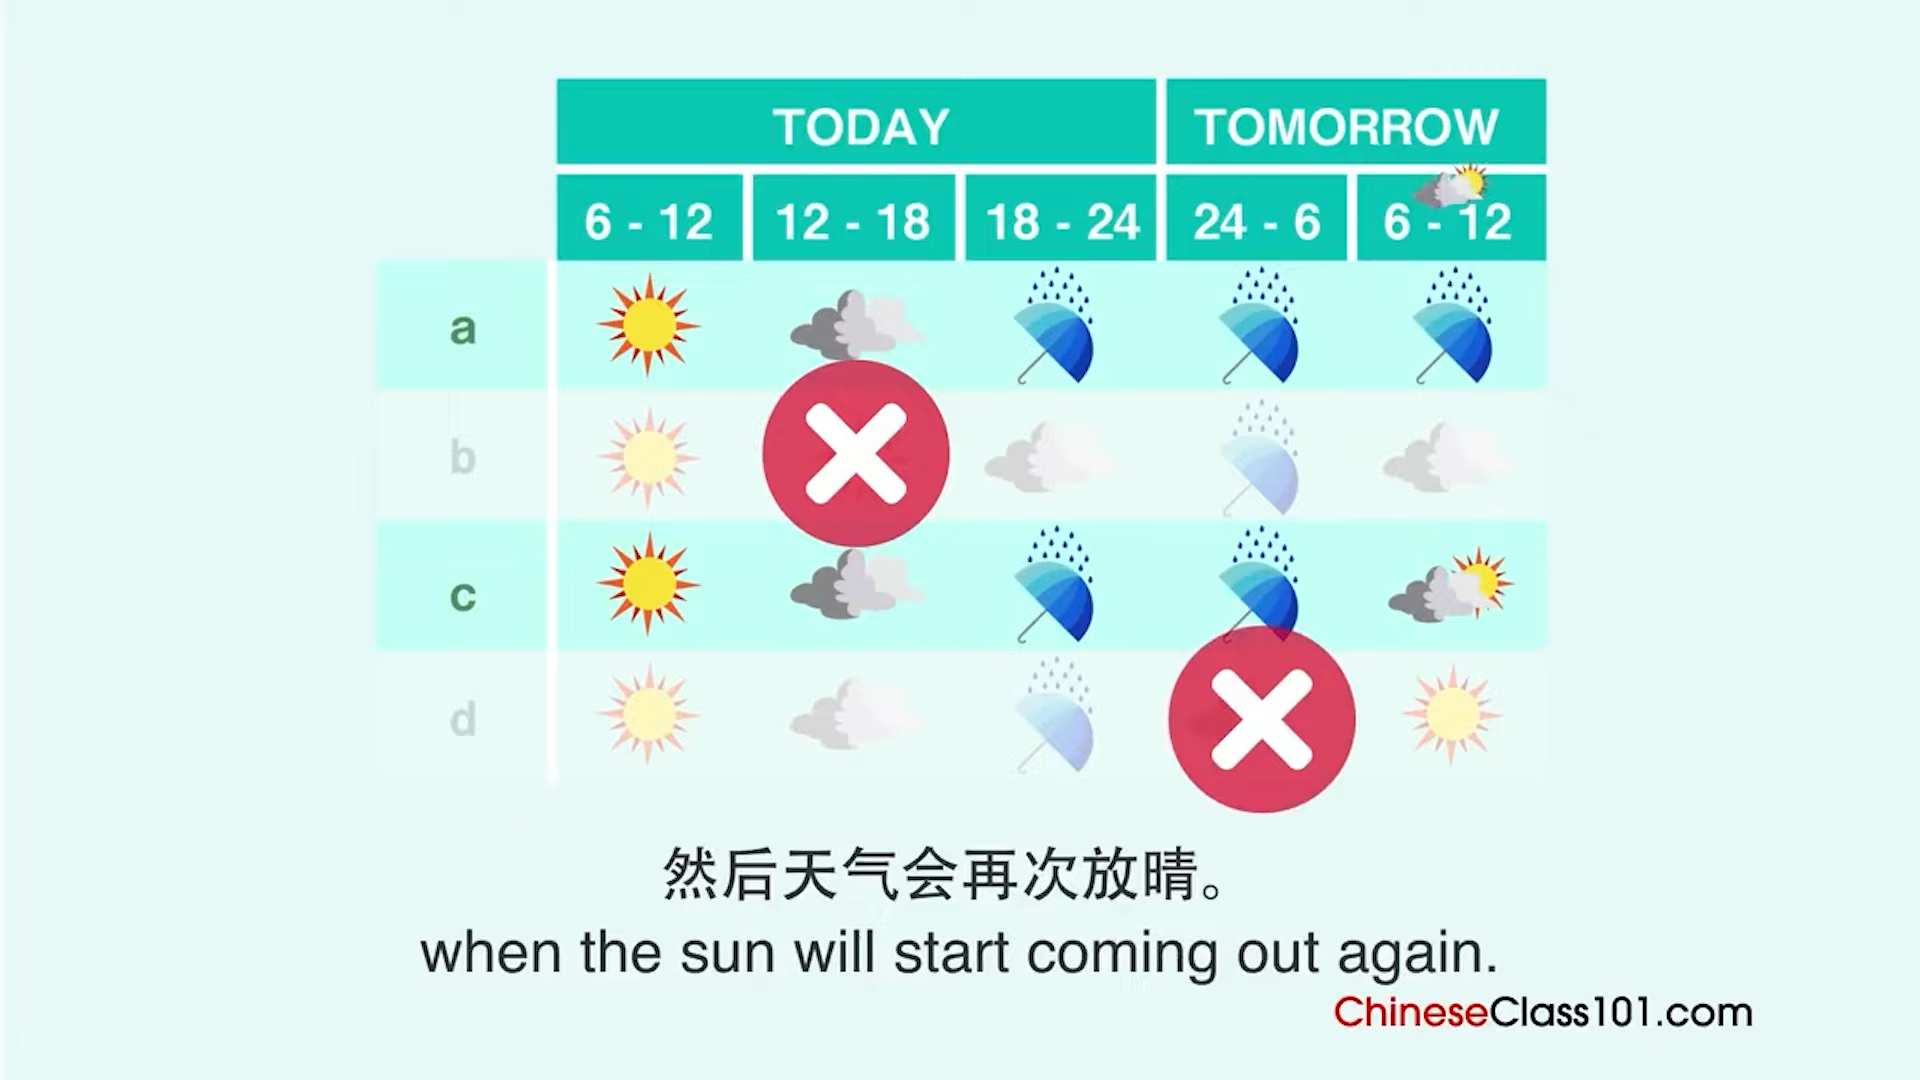 TODAY TOMORROW
6 - 12 12 - 18 18 - 24 24 - 6 6 - 12
a
b
c
d
然后天气会再次放晴。
when the sun will start coming out again.
ChineseClass101.com